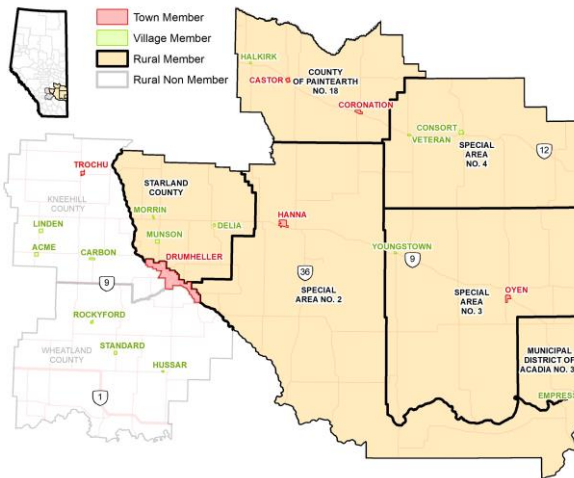 Town Member
Village Member
Rural Member
Rural Non Member
HALKIRK
COUNTY
OF PAINTEARTH
NO. 18
CASTOR
CORONATION
CONSORT
VETERAN
SPECIAL
AREA
NO. 4
12
TROCHU
KNEEHILL
COUNTY
LINDEN
ACME
CARBON
9
STARLAND
COUNTY
MORRIN
DELIA
MUNSON
DRUMHELLER
HANNA
36
SPECIAL
AREA NO. 2
YOUNGSTOWN
9
SPECIAL
AREA
NO. 3
OYEN
ROCKYFORD
STANDARD
WHEATLAND
COUNTY
HUSSAR
1
MUNICIPAL
DISTRICT OF
ACADIA NO. 3
EMPRESS